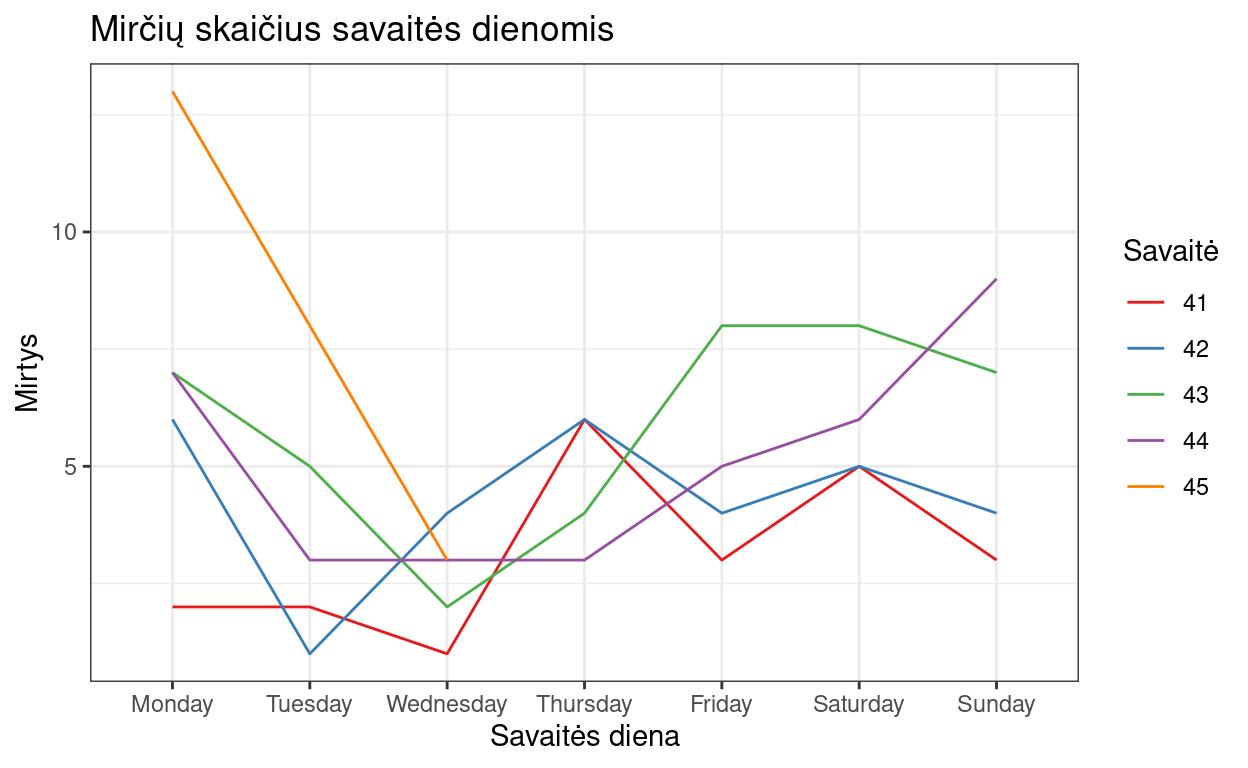 Mirčių skaičius savaitės dienomis
Mirtys
10
5
Monday Tuesday Wednesday Thursday Friday Saturday Sunday
Savaitės diena
Savaitė
41
42
43
44
45